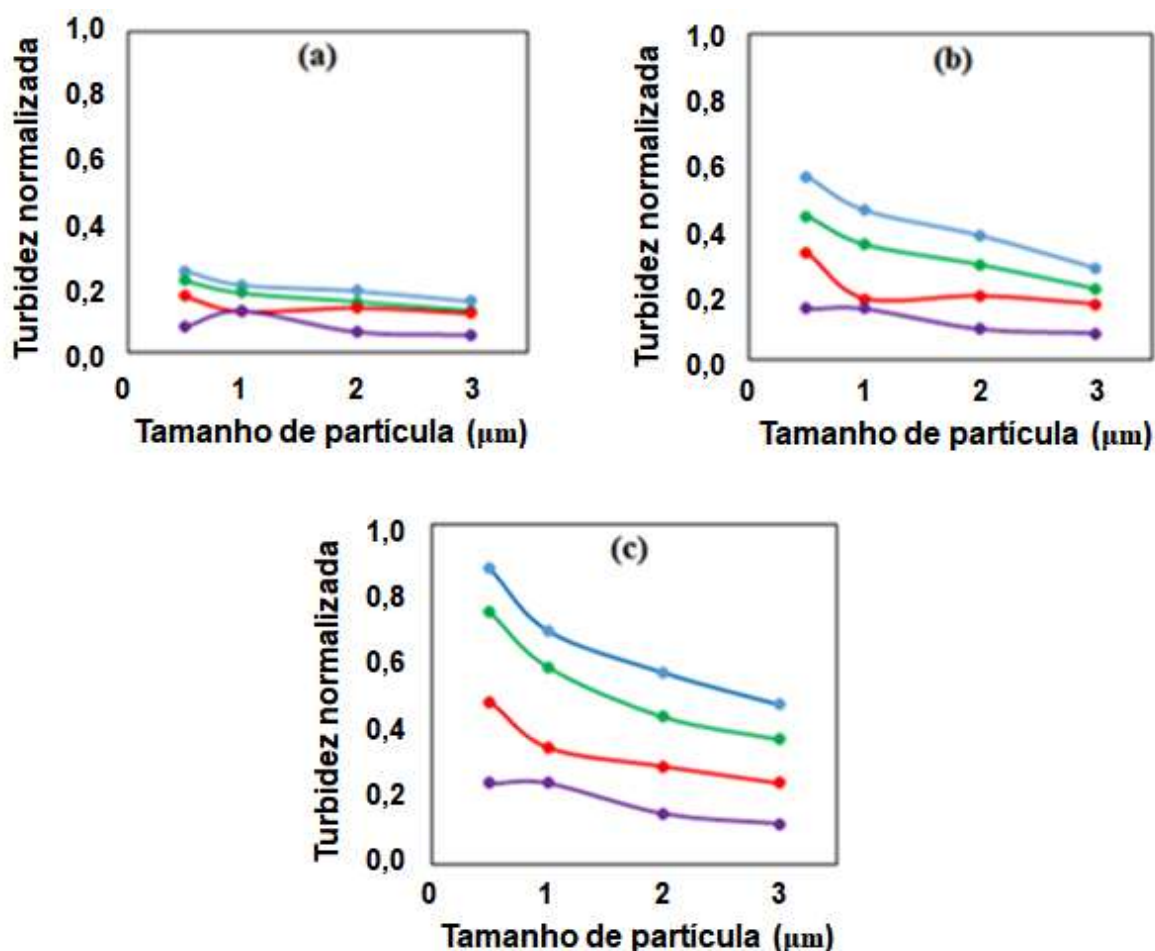 (a)
Turbidez normalizada
1,0
0,8
0,6
0,4
0,2
0,0
0 1 2 3
Tamanho de partícula (µm)
(b)
Turbidez normalizada
1,0
0,8
0,6
0,4
0,2
0,0
0 1 2 3
Tamanho de partícula (µm)
(c)
Turbidez normalizada
1,0
0,8
0,6
0,4
0,2
0,0
0 1 2 3
Tamanho de partícula (µm)